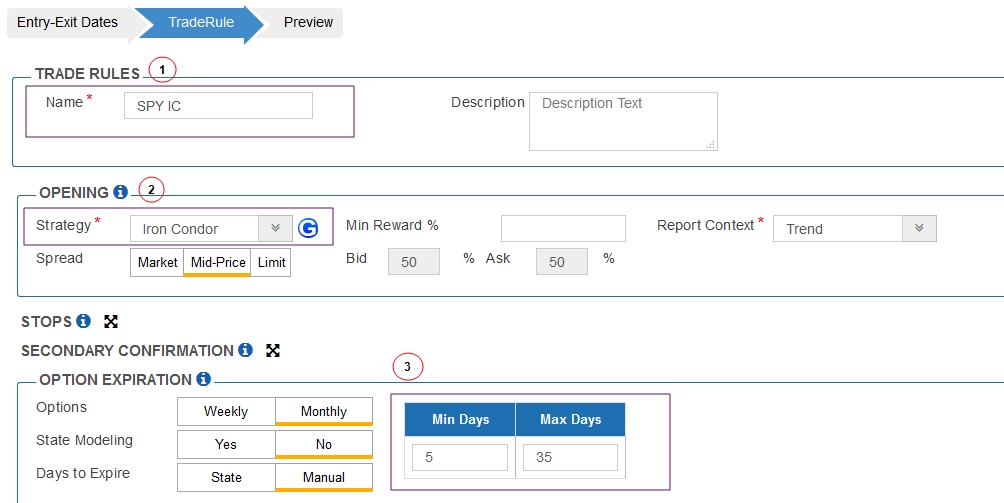 Entry-Exit Dates TradeRule Preview
TRADE RULES 1
Name * SPY IC Description Description Text
OPENING i 2
Strategy * Iron Condor G Min Reward % Report Context * Trend
Spread Market Mid-Price Limit Bid 50 % Ask 50 %
STOPS i
SECONDARY CONFIRMATION i
3
OPTION EXPIRATION i
Options Weekly Monthly Min Days Max Days
State Modeling Yes No 5 35
Days to Expire State Manual